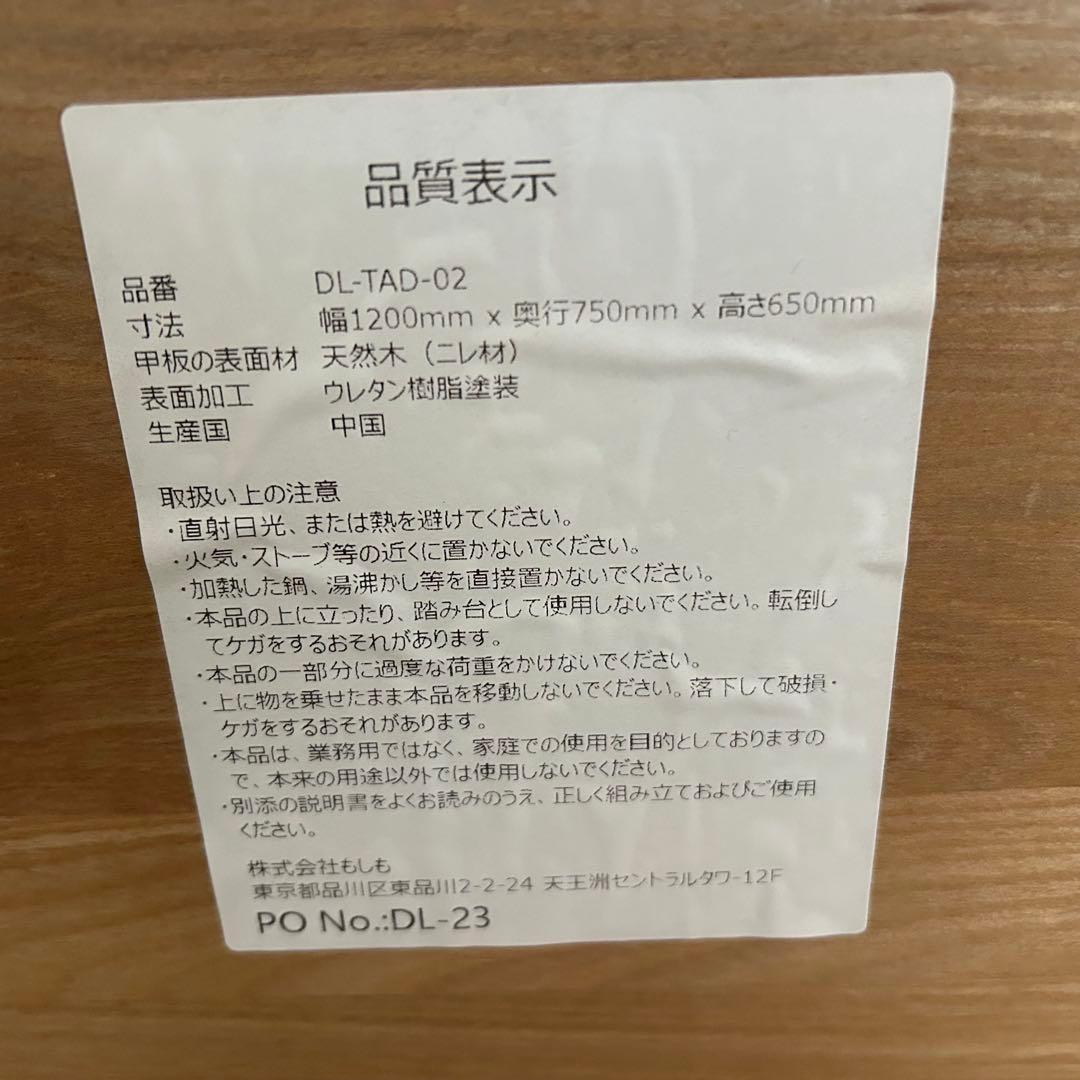 品質表示
品番 DL-TAD-02
寸法 幅1200mm x 奥行750mm x 高さ650mm
甲板の表面材 天然木（ニレ材）
表面加工 ウレタン樹脂塗装
生産国 中国
取扱い上の注意
・直射日光、または熱を避けてください。
・火気・ストーブ等の近くに置かないでください。
・加熱した鍋、湯沸かし等を直接置かないでください。
・本品の上に立ったり、踏み台として使用しないでください。転倒し
てケガをするおそれがあります。
・本品の一部分に過度な荷重をかけないでください。
・上に物を乗せたまま本品を移動しないでください。落下して破損・
ケガをするおそれがあります。
・本品は、業務用ではなく、家庭での使用を目的としておりますの
で、本来の用途以外では使用しないでください。
・別添の説明書をよくお読みのうえ、正しく組み立ておよびご使用
ください。
株式会社もしも
東京都品川区東品川2-2-24 天王洲セントラルタワー12F
PO No.:DL-23